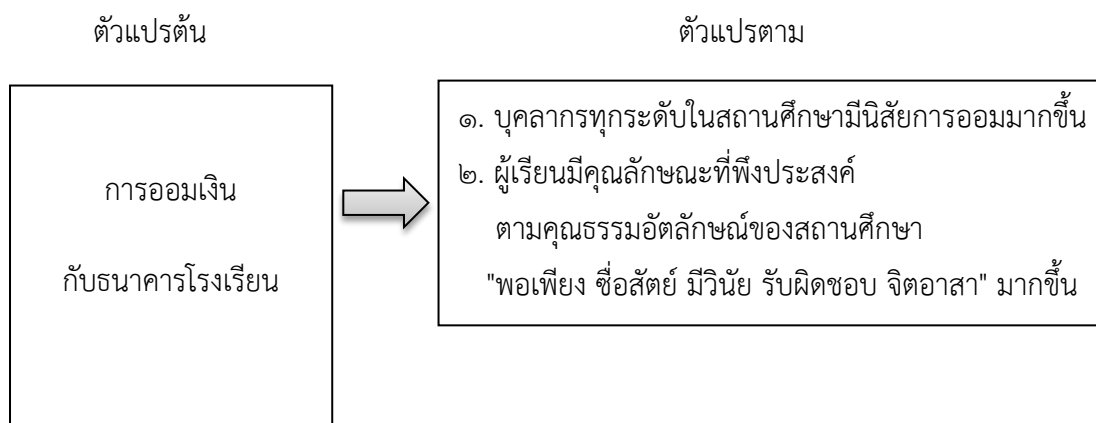 ตัวแปรต้น
ตัวแปรตาม
การออมเงิน
กับธนาคารโรงเรียน
๑. บุคลากรทุกระดับในสถานศึกษามีนิสัยการออมมากขึ้น
๒. ผู้เรียนมีคุณลักษณะที่พึงประสงค์
ตามคุณธรรมอัตลักษณ์ของสถานศึกษา
"พอเพียง ซื่อสัตย์ มีวินัย รับผิดชอบ จิตอาสา" มากขึ้น